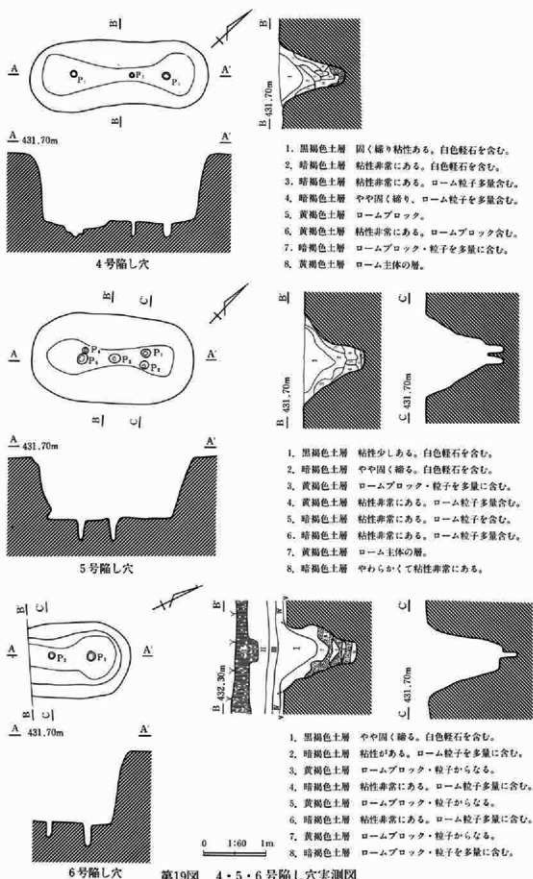 B'
A A'
P₁ P₂ P₃
B
A 431.70m A'
4号陥し穴
B'
B 431.70m
1. 黒褐色土層 固く締り粘性ある。白色軽石を含む。
2. 暗褐色土層 粘性非常にある。白色軽石を含む。
3. 暗褐色土層 粘性非常にある。ローム粒子多量含む。
4. 暗褐色土層 やや固く締り、ローム粒子を多量含む。
5. 黄褐色土層 ロームブロック。
6. 黄褐色土層 粘性非常にある。ロームブロック含む。
7. 暗褐色土層 ロームブロック・粒子を多量に含む。
8. 黄褐色土層 ローム主体の層。
B' C'
A A'
P₄ P₃ P₁ P₂
B C
A 431.70m A'
5号陥し穴
B' C'
B 431.70m C 431.70m
1. 黒褐色土層 粘性少しある。白色軽石を含む。
2. 暗褐色土層 やや固く締る。白色軽石を含む。
3. 黄褐色土層 ロームブロック・粒子を多量に含む。
4. 暗褐色土層 粘性非常にある。ローム粒子多量含む。
5. 暗褐色土層 粘性非常にある。ローム粒子を含む。
6. 暗褐色土層 粘性非常にある。ローム粒子多量含む。
7. 黄褐色土層 ローム主体の層。
8. 暗褐色土層 やわらかくて粘性非常にある。
B' C'
A A'
P₂ P₁
B C
A 431.70m A'
6号陥し穴
B' C'
I II III IV V
B 432.30m C 431.70m
1. 黒褐色土層 やや固く締る。白色軽石を含む。
2. 暗褐色土層 粘性がある。ローム粒子を多量に含む。
3. 黄褐色土層 ロームブロック・粒子からなる。
4. 暗褐色土層 粘性非常にある。ローム粒子多量に含む。
5. 黄褐色土層 ロームブロック・粒子からなる。
6. 暗褐色土層 粘性非常にある。ローム粒子多量に含む。
7. 黄褐色土層 ロームブロック・粒子からなる。
8. 暗褐色土層 ロームブロック・粒子を多量に含む。
0 1:60 1m
第19図 4・5・6号陥し穴実測図